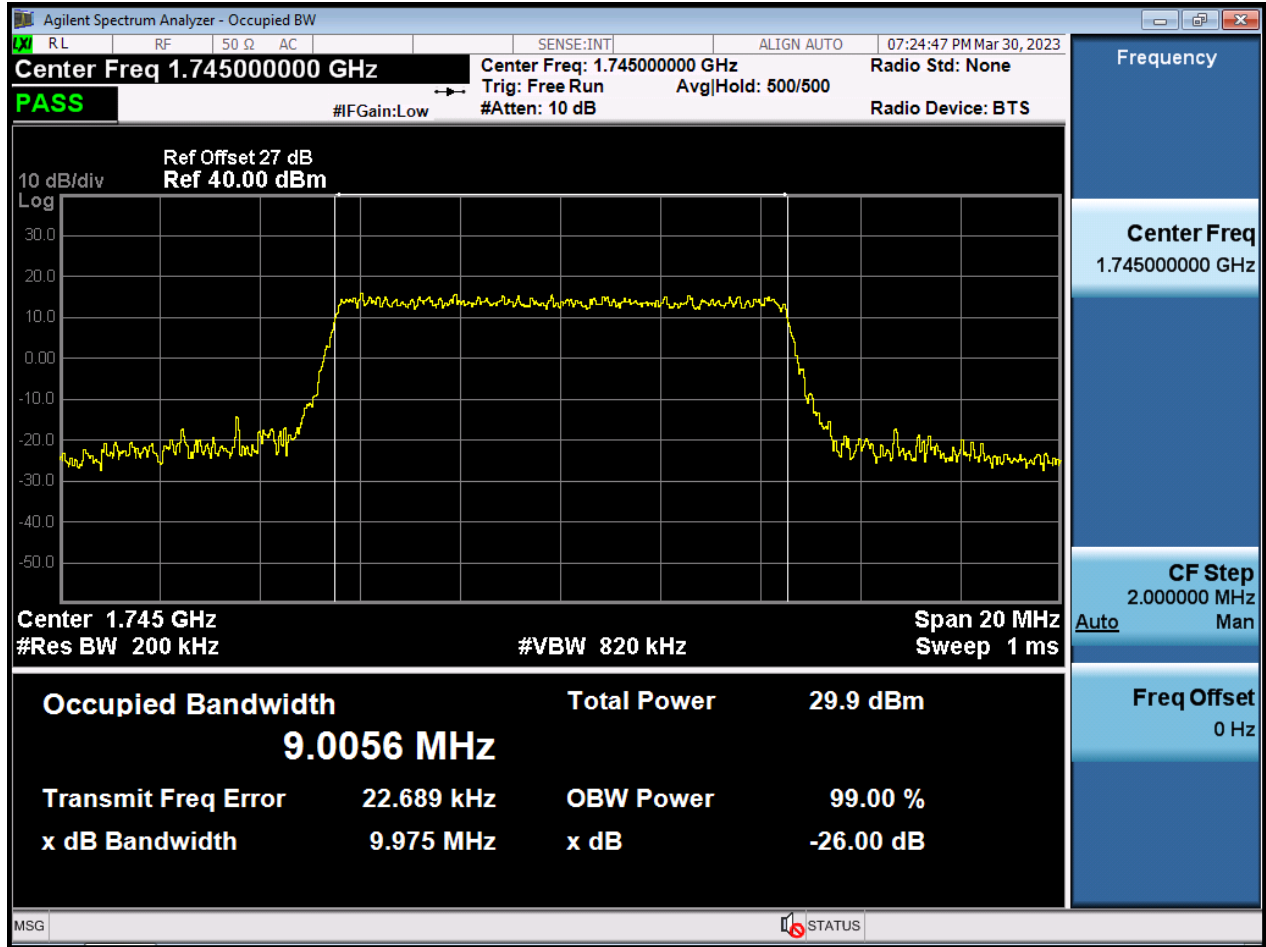 Agilent Spectrum Analyzer - Occupied BW
LXI RL RF 50 Ω AC SENSE:INT ALIGN AUTO 07:24:47 PM Mar 30, 2023
Center Freq 1.745000000 GHz
PASS
#IFGain:Low
Center Freq: 1.745000000 GHz
Trig: Free Run Avg|Hold: 500/500
#Atten: 10 dB
Radio Std: None
Radio Device: BTS
Ref Offset 27 dB
10 dB/div Ref 40.00 dBm
Log
30.0
20.0
10.0
0.00
-10.0
-20.0
-30.0
-40.0
-50.0
Center 1.745 GHz Span 20 MHz
#Res BW 200 kHz #VBW 820 kHz Sweep 1 ms
Occupied Bandwidth Total Power 29.9 dBm
9.0056 MHz
Transmit Freq Error 22.689 kHz OBW Power 99.00 %
x dB Bandwidth 9.975 MHz x dB -26.00 dB
MSG STATUS
Frequency
Center Freq
1.745000000 GHz
CF Step
2.000000 MHz
Auto Man
Freq Offset
0 Hz